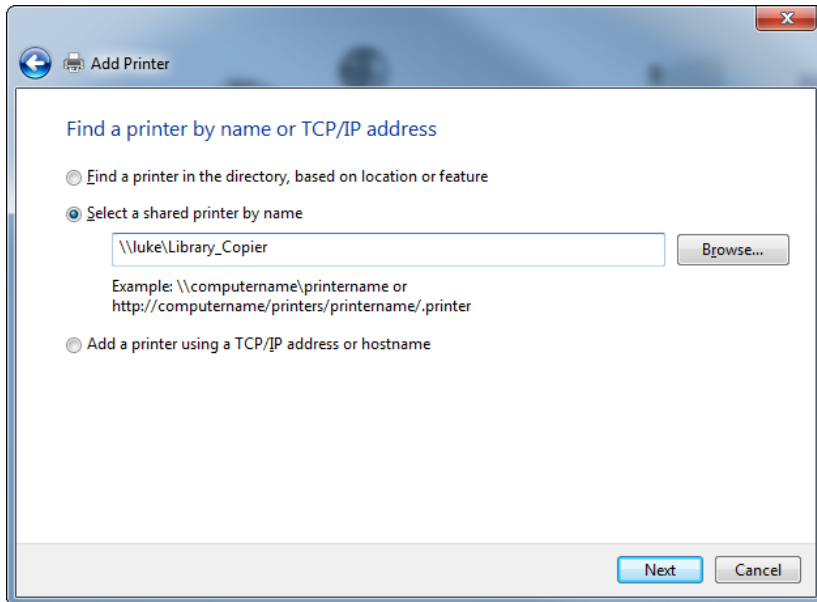 Add Printer
Find a printer by name or TCP/IP address
Find a printer in the directory, based on location or feature
Select a shared printer by name
\\luke\Library_Copier
Browse...
Example: \\computername\printername or
http://computername/printers/printername/.printer
Add a printer using a TCP/IP address or hostname
Next
Cancel